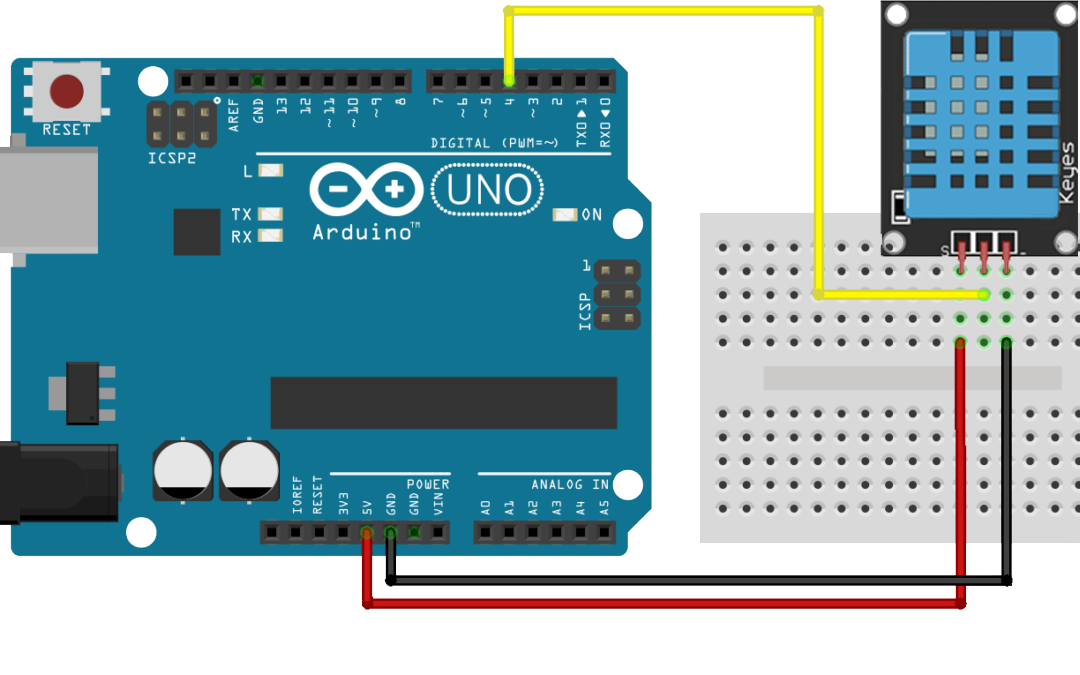 RESET
ICSP2
AREF
GND
13
12
~11
~10
~9
8
7
~6
~5
4
~3
2
TX0▶1
RX0◀0
DIGITAL (PWM=~)
L
TX
RX
UNO
Arduino™
ON
1
ICSP
IOREF
RESET
3V3
5V
GND
GND
VIN
POWER
A0
A1
A2
A3
A4
A5
ANALOG IN
Keyes
S
-